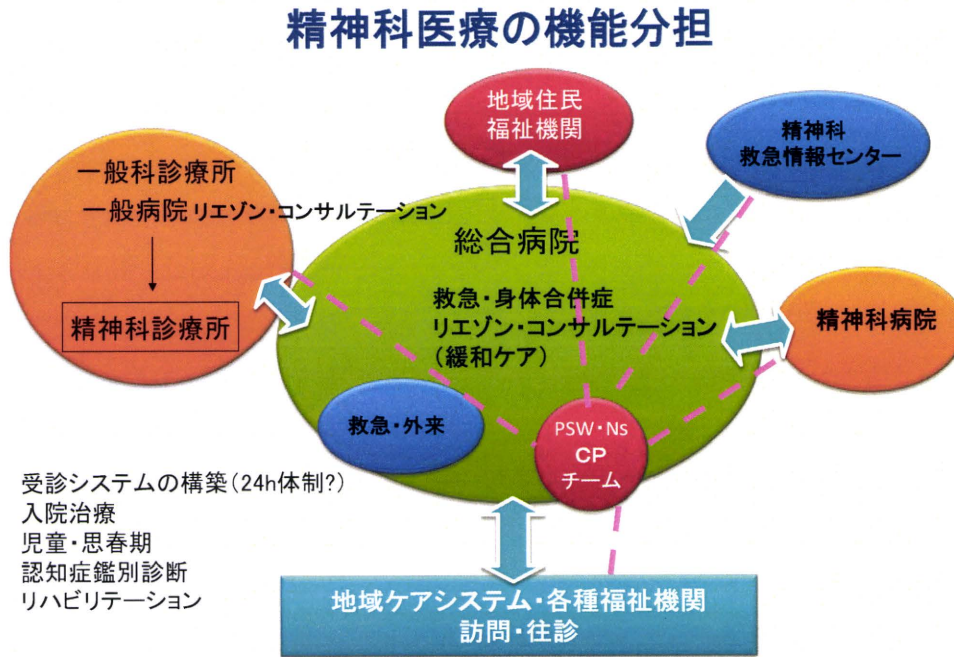 精神科医療の機能分担
地域住民
福祉機関
精神科
救急情報センター
一般科診療所
一般病院 リエゾン・コンサルテーション
精神科診療所
総合病院
救急・身体合併症
リエゾン・コンサルテーション
(緩和ケア)
精神科病院
救急・外来
PSW・Ns
CP
チーム
受診システムの構築(24h体制?)
入院治療
児童・思春期
認知症鑑別診断
リハビリテーション
地域ケアシステム・各種福祉機関
訪問・往診